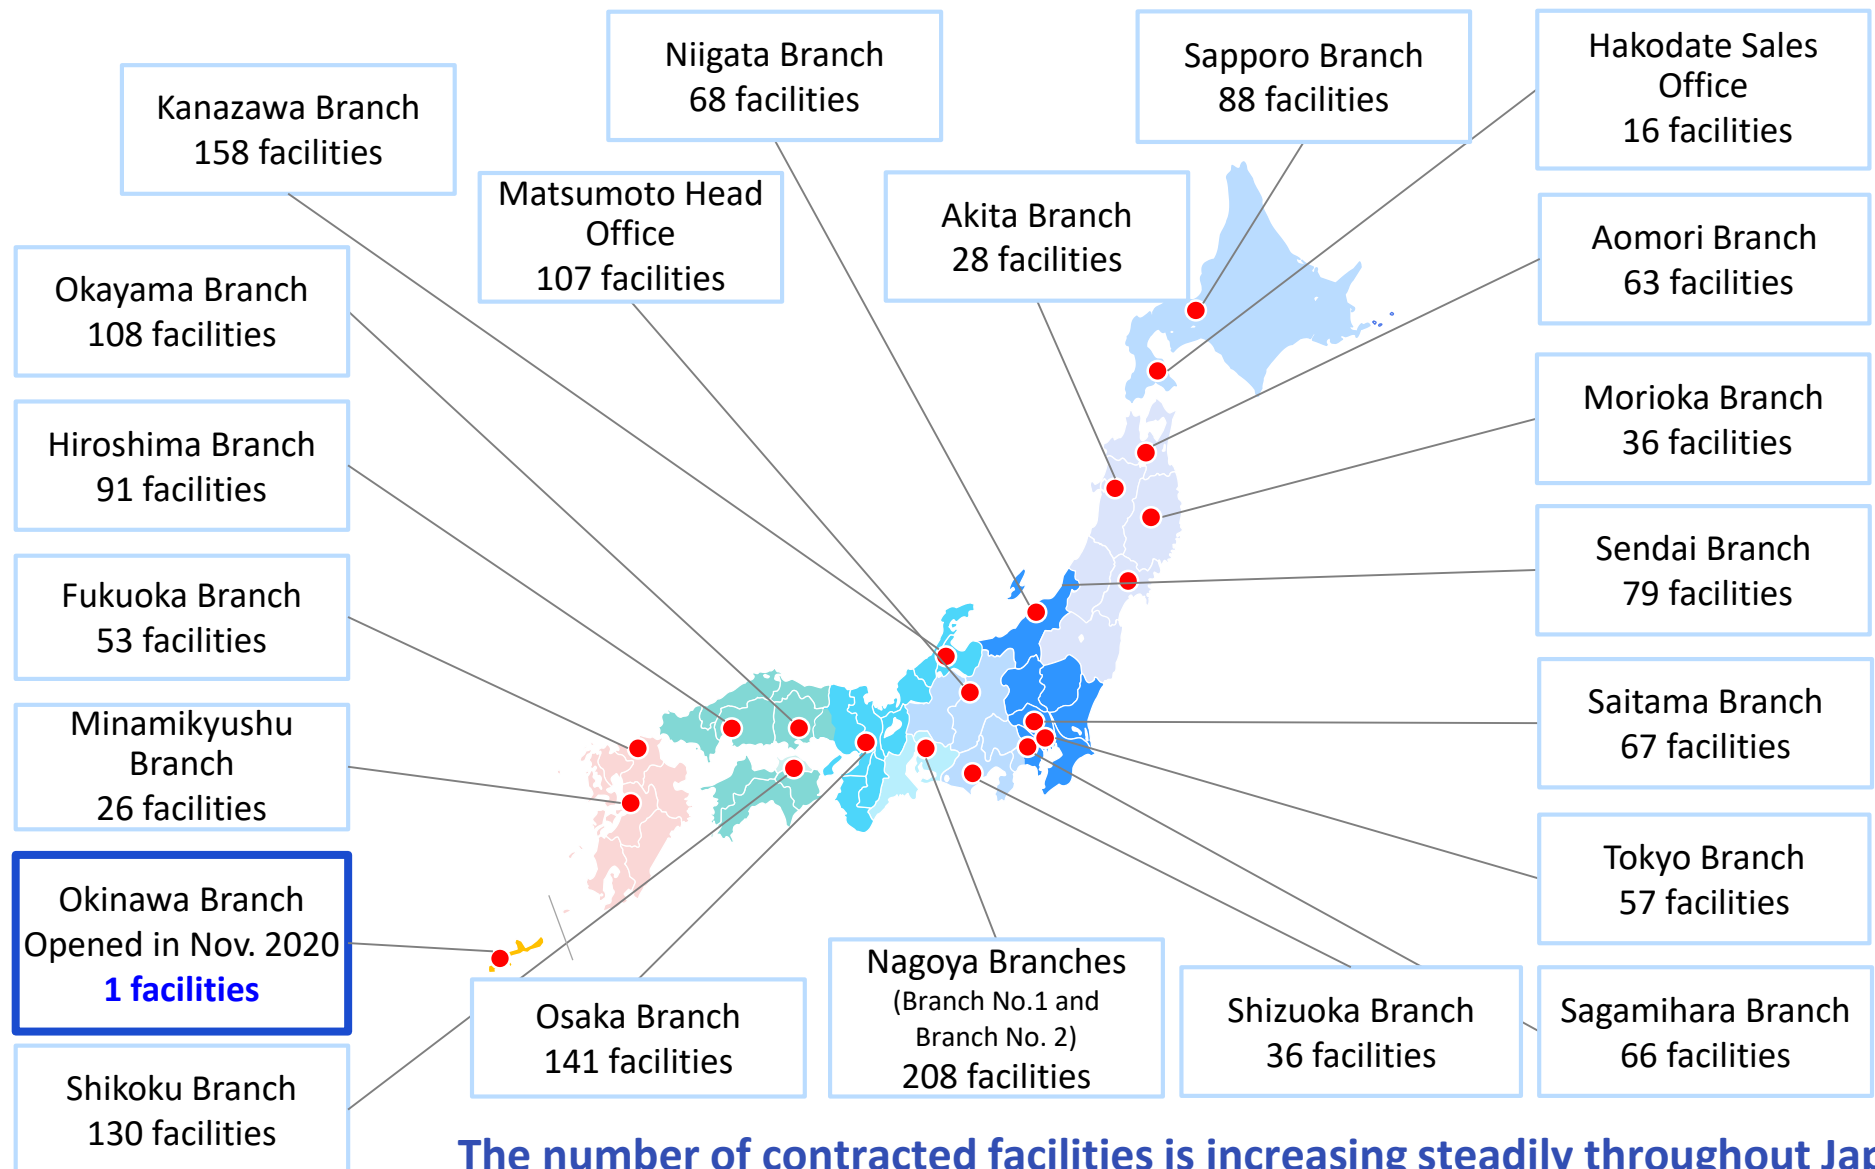 Niigata Branch
68 facilities
Sapporo Branch
88 facilities
Hakodate Sales
Office
16 facilities
Kanazawa Branch
158 facilities
Matsumoto Head
Office
107 facilities
Akita Branch
28 facilities
Aomori Branch
63 facilities
Okayama Branch
108 facilities
Morioka Branch
36 facilities
Hiroshima Branch
91 facilities
Sendai Branch
79 facilities
Fukuoka Branch
53 facilities
Saitama Branch
67 facilities
Minamikyushu
Branch
26 facilities
Tokyo Branch
57 facilities
Okinawa Branch
Opened in Nov. 2020
1 facilities
Osaka Branch
141 facilities
Nagoya Branches
(Branch No.1 and
Branch No. 2)
208 facilities
Shizuoka Branch
36 facilities
Sagamihara Branch
66 facilities
Shikoku Branch
130 facilities
The number of contracted facilities is increasing steadily throughout